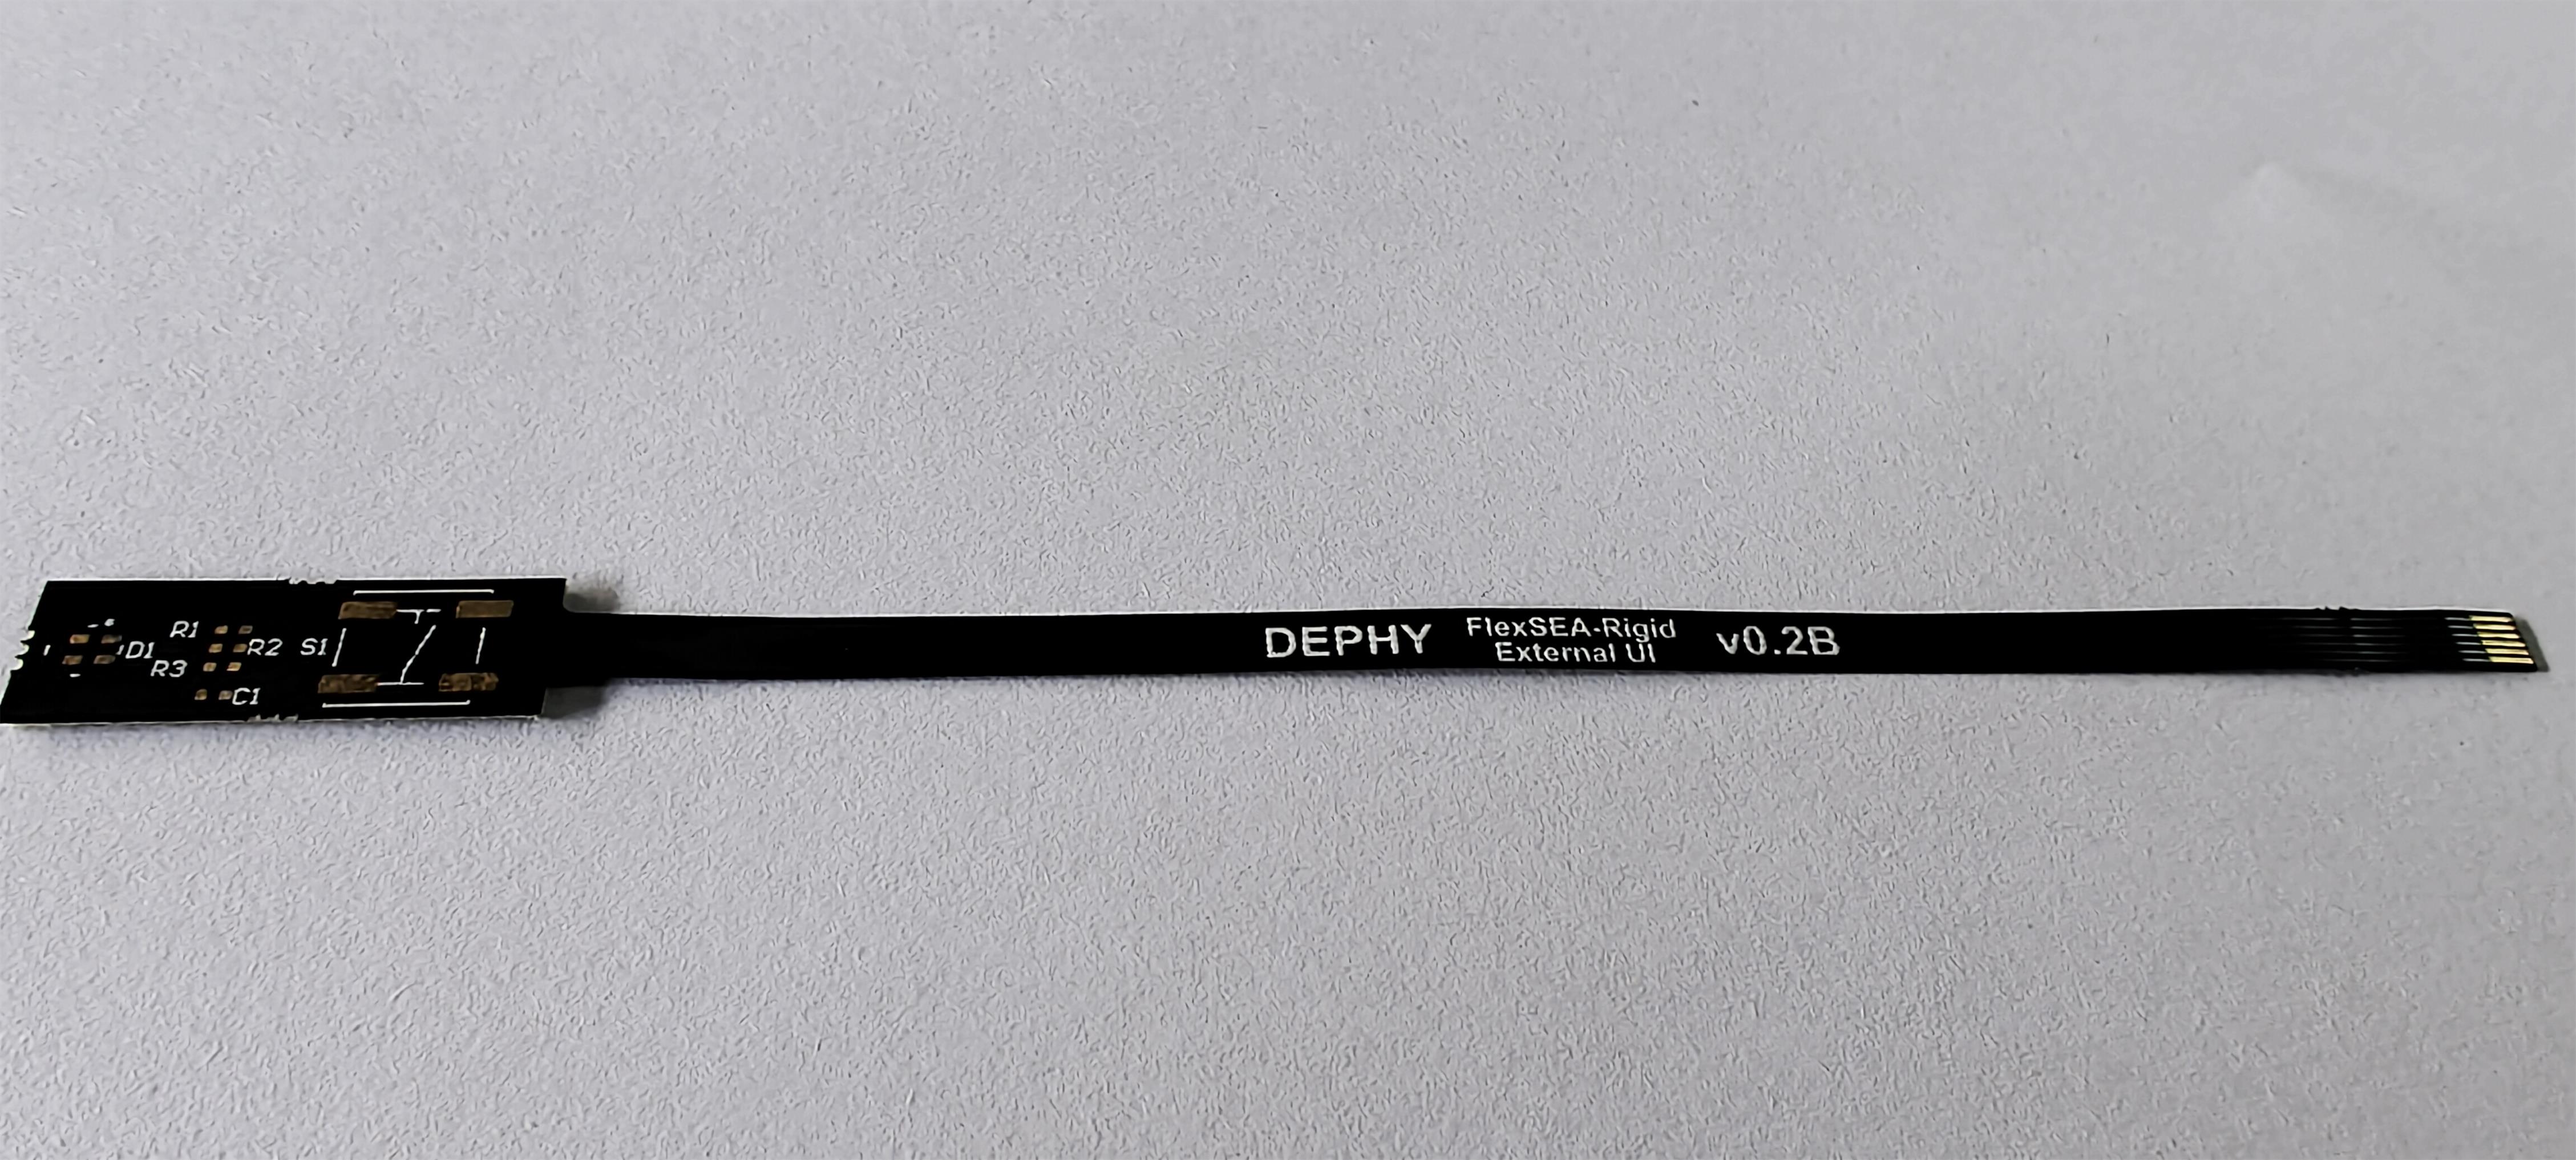 D1
R1
R2
R3
C1
S1
DEPHY
FlexSEA-Rigid
External UI
v0.2B